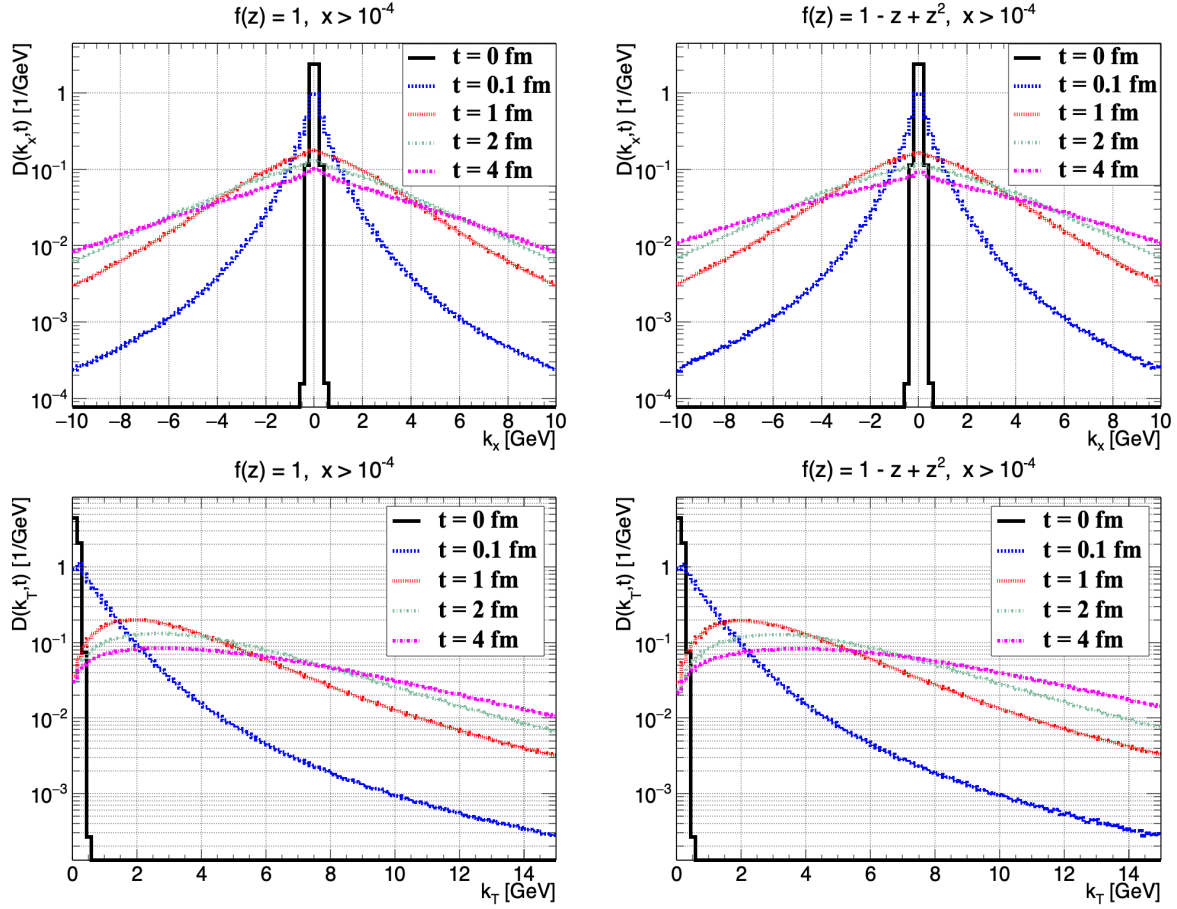 f(z) = 1, x > 10⁻⁴
D(kₓ,t) [1/GeV]
1
10⁻¹
10⁻²
10⁻³
10⁻⁴
t = 0 fm
t = 0.1 fm
t = 1 fm
t = 2 fm
t = 4 fm
−10 −8 −6 −4 −2 0 2 4 6 8 10
kₓ [GeV]
f(z) = 1 - z + z², x > 10⁻⁴
D(kₓ,t) [1/GeV]
1
10⁻¹
10⁻²
10⁻³
10⁻⁴
t = 0 fm
t = 0.1 fm
t = 1 fm
t = 2 fm
t = 4 fm
−10 −8 −6 −4 −2 0 2 4 6 8 10
kₓ [GeV]
f(z) = 1, x > 10⁻⁴
D(k_T,t) [1/GeV]
1
10⁻¹
10⁻²
10⁻³
t = 0 fm
t = 0.1 fm
t = 1 fm
t = 2 fm
t = 4 fm
0 2 4 6 8 10 12 14
k_T [GeV]
f(z) = 1 - z + z², x > 10⁻⁴
D(k_T,t) [1/GeV]
1
10⁻¹
10⁻²
10⁻³
t = 0 fm
t = 0.1 fm
t = 1 fm
t = 2 fm
t = 4 fm
0 2 4 6 8 10 12 14
k_T [GeV]